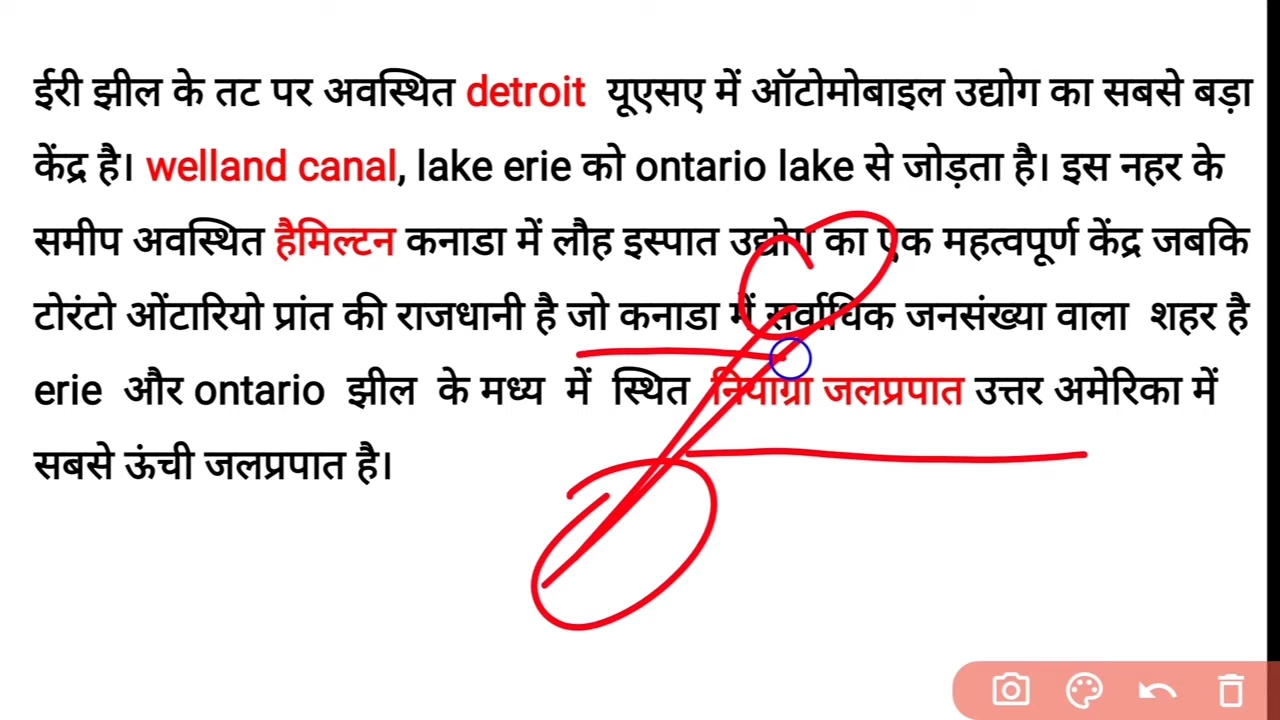 ईरी झील के तट पर अवस्थित detroit यूएसए में ऑटोमोबाइल उद्योग का सबसे बड़ा
केंद्र है। welland canal, lake erie को ontario lake से जोड़ता है। इस नहर के
समीप अवस्थित हैमिल्टन कनाडा में लौह इस्पात उद्योग का एक महत्वपूर्ण केंद्र जबकि
टोरंटो ओंटारियो प्रांत की राजधानी है जो कनाडा में सर्वाधिक जनसंख्या वाला शहर है
erie और ontario झील के मध्य में स्थित नियाग्रा जलप्रपात उत्तर अमेरिका में
सबसे ऊंची जलप्रपात है।